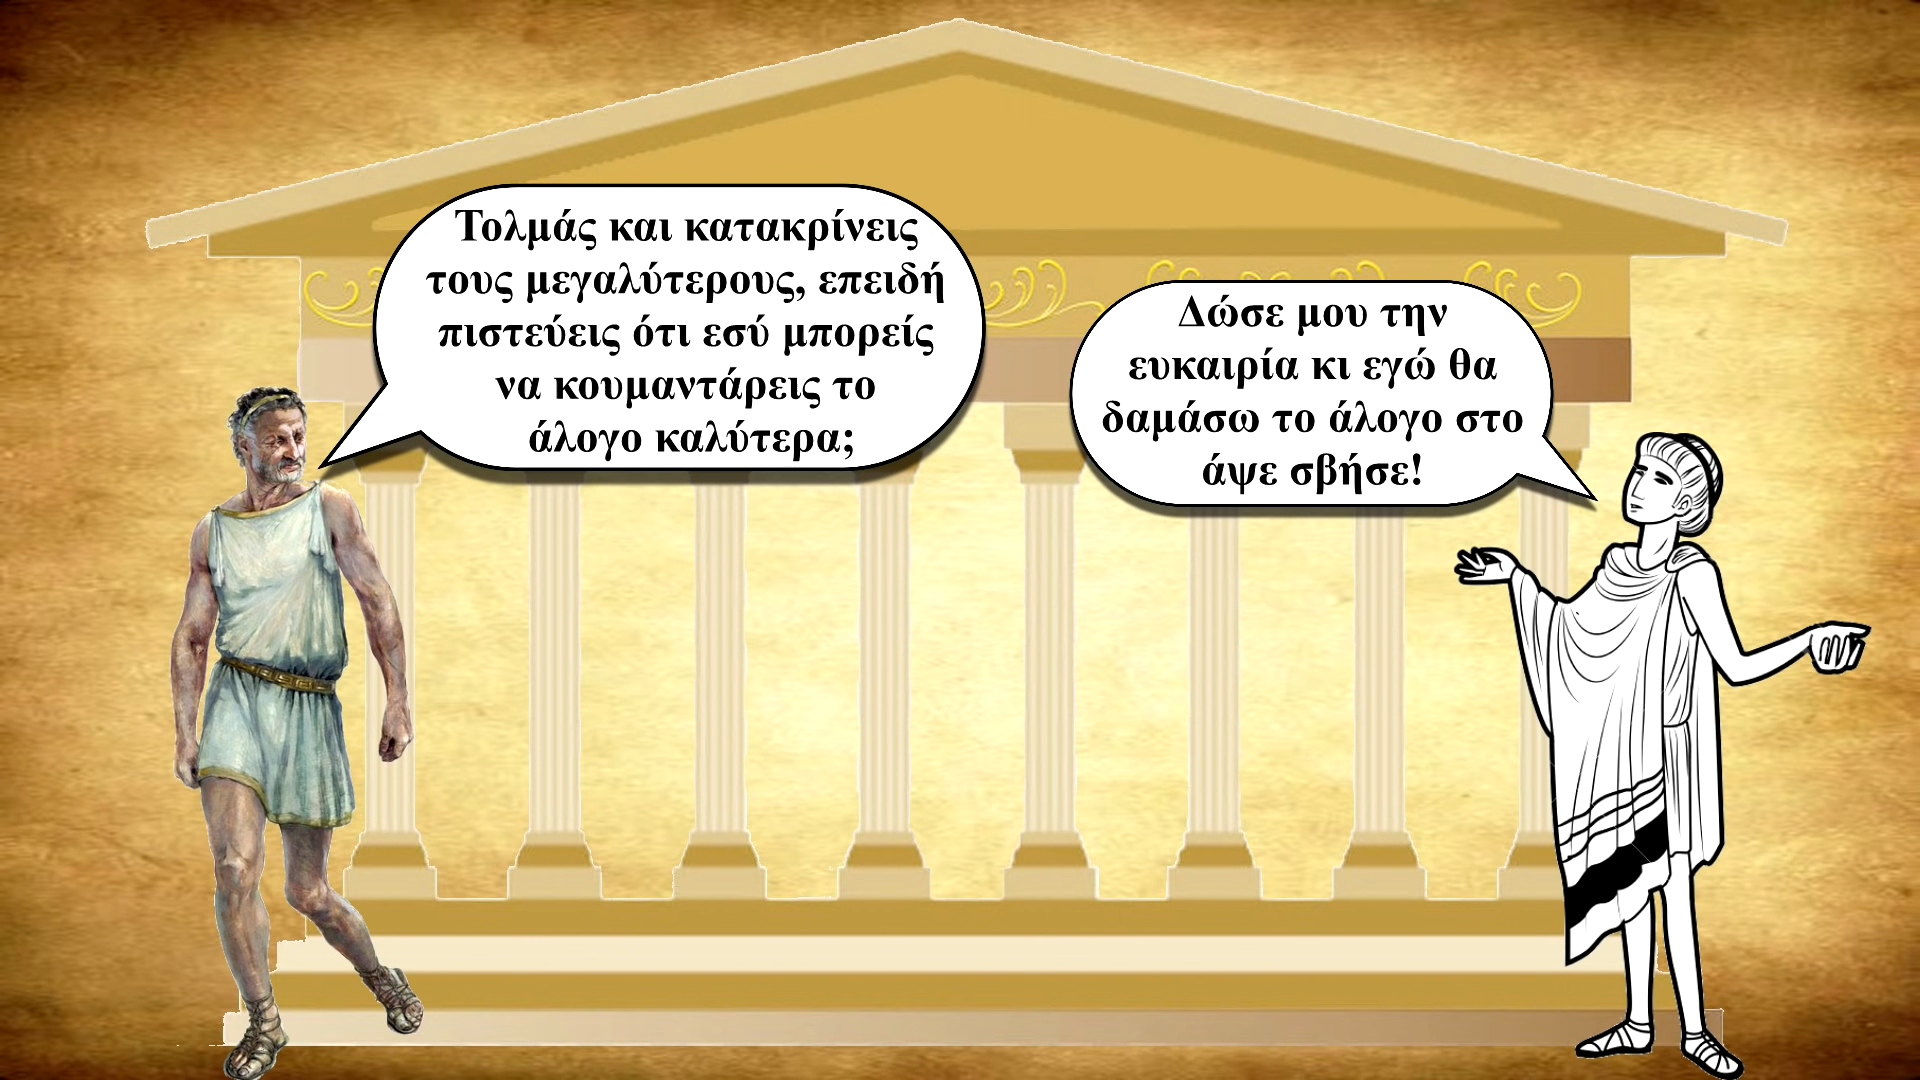 Τολμάς και κατακρίνεις
τους μεγαλύτερους, επειδή
πιστεύεις ότι εσύ μπορείς
να κουμαντάρεις το
άλογο καλύτερα;
Δώσε μου την
ευκαιρία κι εγώ θα
δαμάσω το άλογο στο
άψε σβήσε!